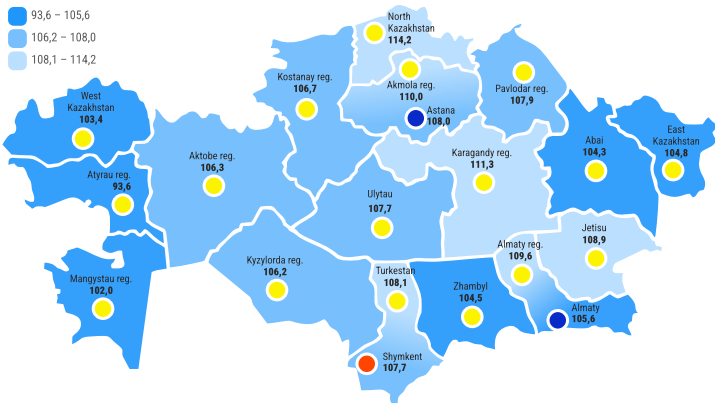 93,6 – 105,6
106,2 – 108,0
108,1 – 114,2
North
Kazakhstan
114,2
Kostanay reg.
106,7
Akmola reg.
110,0
Astana
108,0
Pavlodar reg.
107,9
West
Kazakhstan
103,4
Atyrau reg.
93,6
Aktobe reg.
106,3
Karagandy reg.
111,3
Abai
104,3
East
Kazakhstan
104,8
Ulytau
107,7
Mangystau reg.
102,0
Kyzylorda reg.
106,2
Turkestan
108,1
Zhambyl
104,5
Almaty reg.
109,6
Jetisu
108,9
Almaty
105,6
Shymkent
107,7